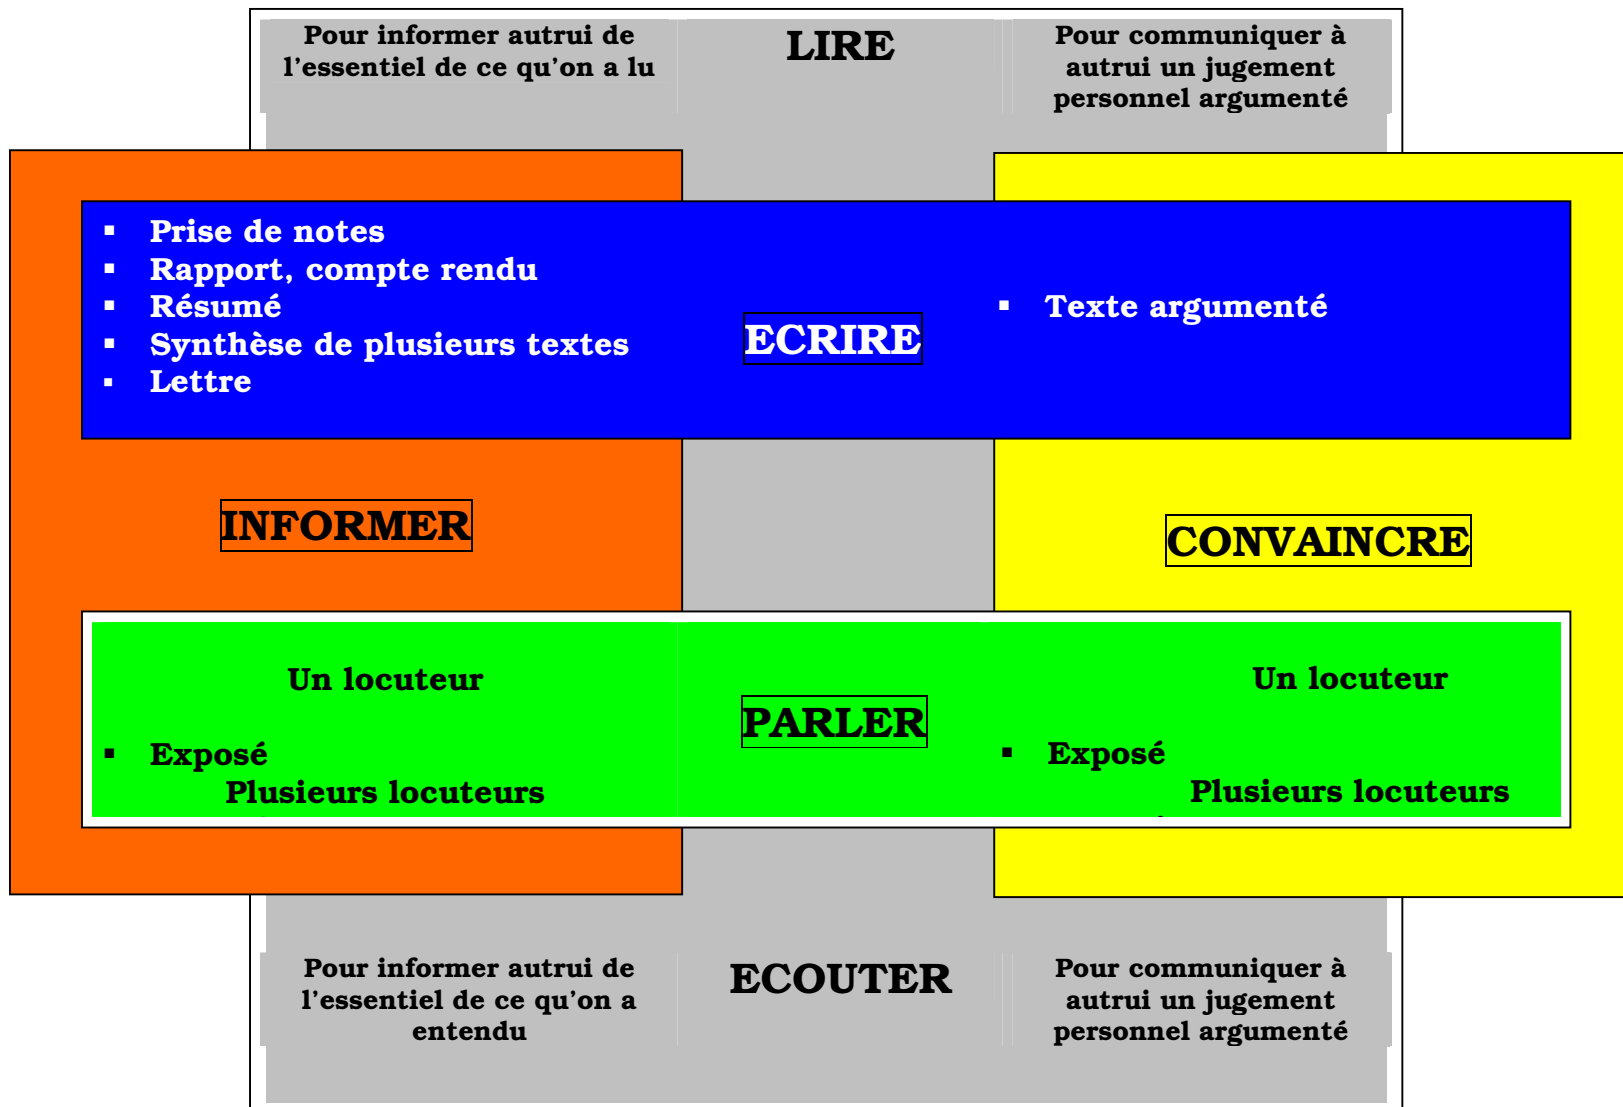 Pour informer autrui de
l'essentiel de ce qu'on a lu
LIRE
Pour communiquer à
autrui un jugement
personnel argumenté
▪ Prise de notes
▪ Rapport, compte rendu
▪ Résumé
▪ Synthèse de plusieurs textes
▪ Lettre
ECRIRE
▪ Texte argumenté
INFORMER
CONVAINCRE
Un locuteur
▪ Exposé
Plusieurs locuteurs
PARLER
Un locuteur
▪ Exposé
Plusieurs locuteurs
Pour informer autrui de
l'essentiel de ce qu'on a
entendu
ECOUTER
Pour communiquer à
autrui un jugement
personnel argumenté